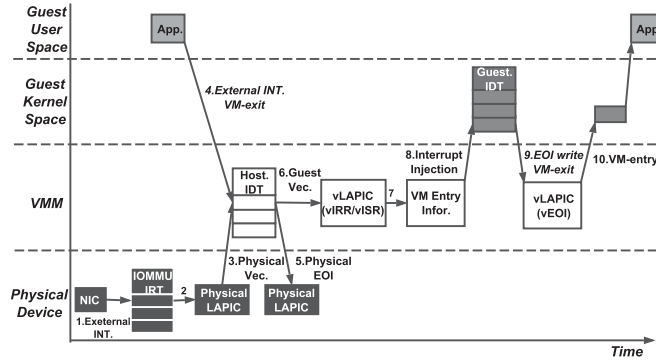 Guest
User
Space
App.
App
4.External INT.
VM-exit
Guest
Kernel
Space
Guest.
IDT
8.Interrupt
Injection
9.EOI write
VM-exit
10.VM-entry
VMM
Host.
IDT
6.Guest
Vec.
vLAPIC
(vIRR/vISR)
7
VM Entry
Infor.
vLAPIC
(vEOI)
Physical
Device
NIC
1.Exeternal
INT.
IOMMU
IRT
2
3.Physical
Vec.
Physical
LAPIC
5.Physical
EOI
Physical
LAPIC
Time